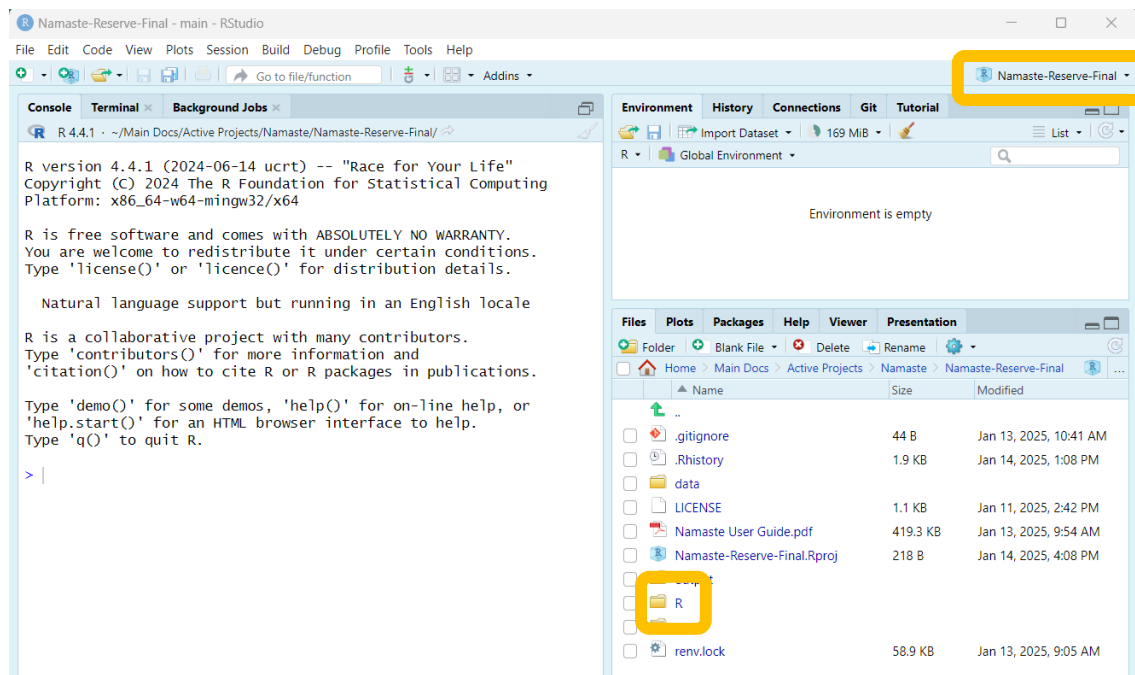 Namaste-Reserve-Final - main - RStudio
File Edit Code View Plots Session Build Debug Profile Tools Help
Go to file/function Addins Namaste-Reserve-Final
Console Terminal Background Jobs
R 4.4.1 · ~/Main Docs/Active Projects/Namaste/Namaste-Reserve-Final/
R version 4.4.1 (2024-06-14 ucrt) -- "Race for Your Life"
Copyright (C) 2024 The R Foundation for Statistical Computing
Platform: x86_64-w64-mingw32/x64
R is free software and comes with ABSOLUTELY NO WARRANTY.
You are welcome to redistribute it under certain conditions.
Type 'license()' or 'licence()' for distribution details.
Natural language support but running in an English locale
R is a collaborative project with many contributors.
Type 'contributors()' for more information and
'citation()' on how to cite R or R packages in publications.
Type 'demo()' for some demos, 'help()' for on-line help, or
'help.start()' for an HTML browser interface to help.
Type 'q()' to quit R.
>
Environment History Connections Git Tutorial
Import Dataset 169 MiB List
R Global Environment
Environment is empty
Files Plots Packages Help Viewer Presentation
Folder Blank File Delete Rename
Home > Main Docs > Active Projects > Namaste > Namaste-Reserve-Final ...
Name Size Modified
..
.gitignore 44 B Jan 13, 2025, 10:41 AM
.Rhistory 1.9 KB Jan 14, 2025, 1:08 PM
data
LICENSE 1.1 KB Jan 11, 2025, 2:42 PM
Namaste User Guide.pdf 419.3 KB Jan 13, 2025, 9:54 AM
Namaste-Reserve-Final.Rproj 218 B Jan 14, 2025, 4:08 PM
R
renv.lock 58.9 KB Jan 13, 2025, 9:05 AM